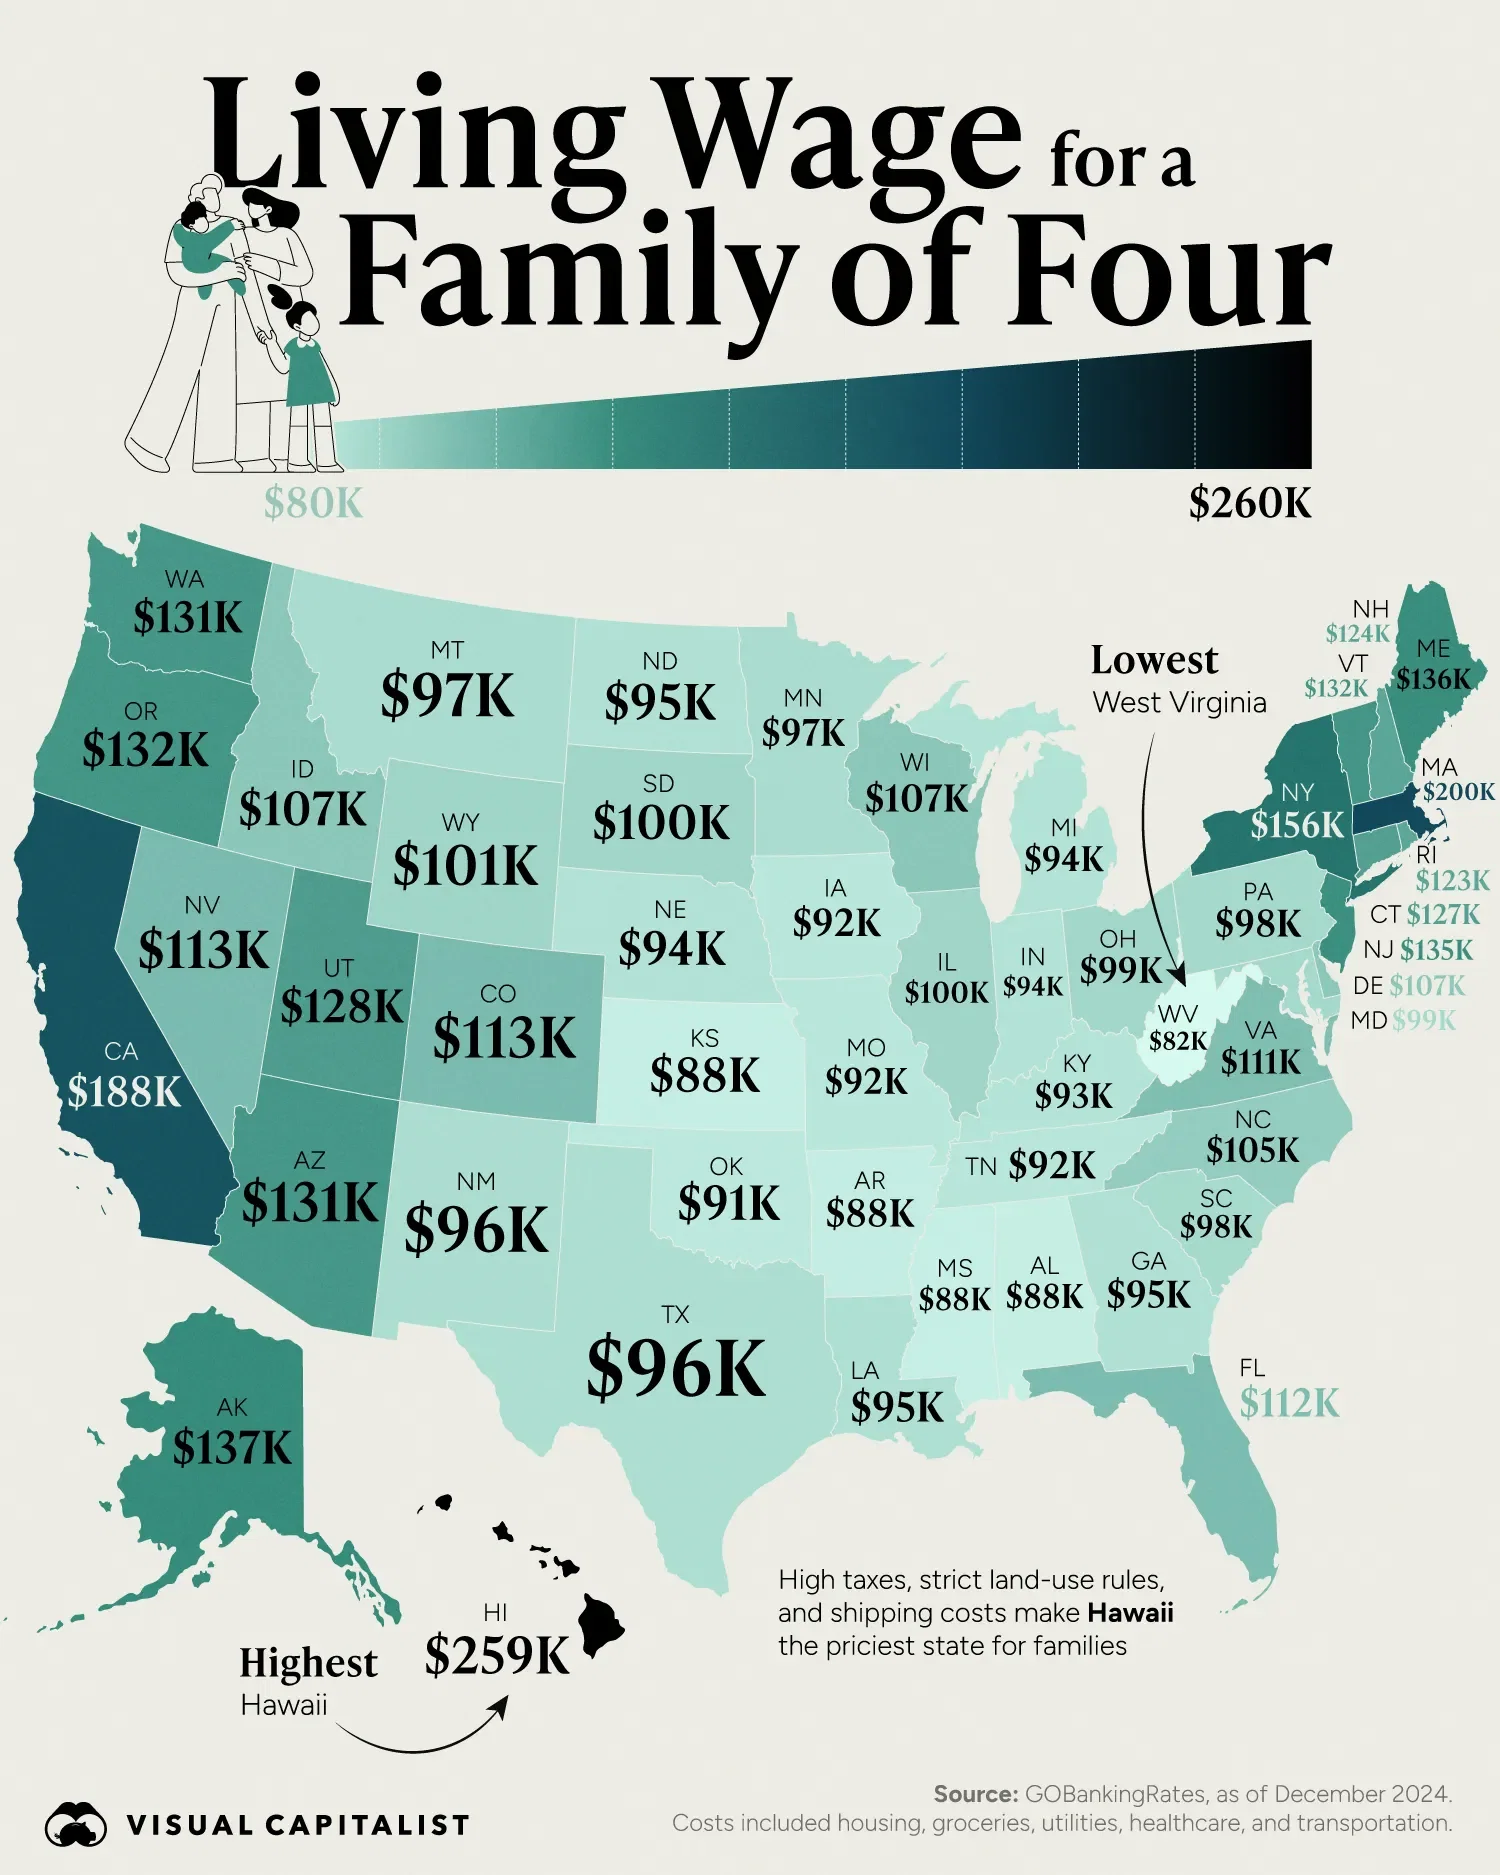 Living Wage for a
Family of Four
$80K
$260K
WA
$131K
OR
$132K
CA
$188K
ID
$107K
NV
$113K
MT
$97K
WY
$101K
UT
$128K
CO
$113K
AZ
$131K
NM
$96K
ND
$95K
SD
$100K
NE
$94K
KS
$88K
OK
$91K
TX
$96K
MN
$97K
IA
$92K
MO
$92K
AR
$88K
LA
$95K
WI
$107K
IL
$100K
MI
$94K
IN
$94K
OH
$99K
KY
$93K
TN $92K
MS
$88K
AL
$88K
GA
$95K
FL
$112K
SC
$98K
NC
$105K
VA
$111K
WV
$82K
Lowest
West Virginia
PA
$98K
NY
$156K
NH
$124K
VT
$132K
ME
$136K
MA
$200K
RI
$123K
CT $127K
NJ $135K
DE $107K
MD $99K
AK
$137K
HI
$259K
Highest
Hawaii
High taxes, strict land-use rules,
and shipping costs make Hawaii
the priciest state for families
VISUAL CAPITALIST
Source: GOBankingRates, as of December 2024.
Costs included housing, groceries, utilities, healthcare, and transportation.